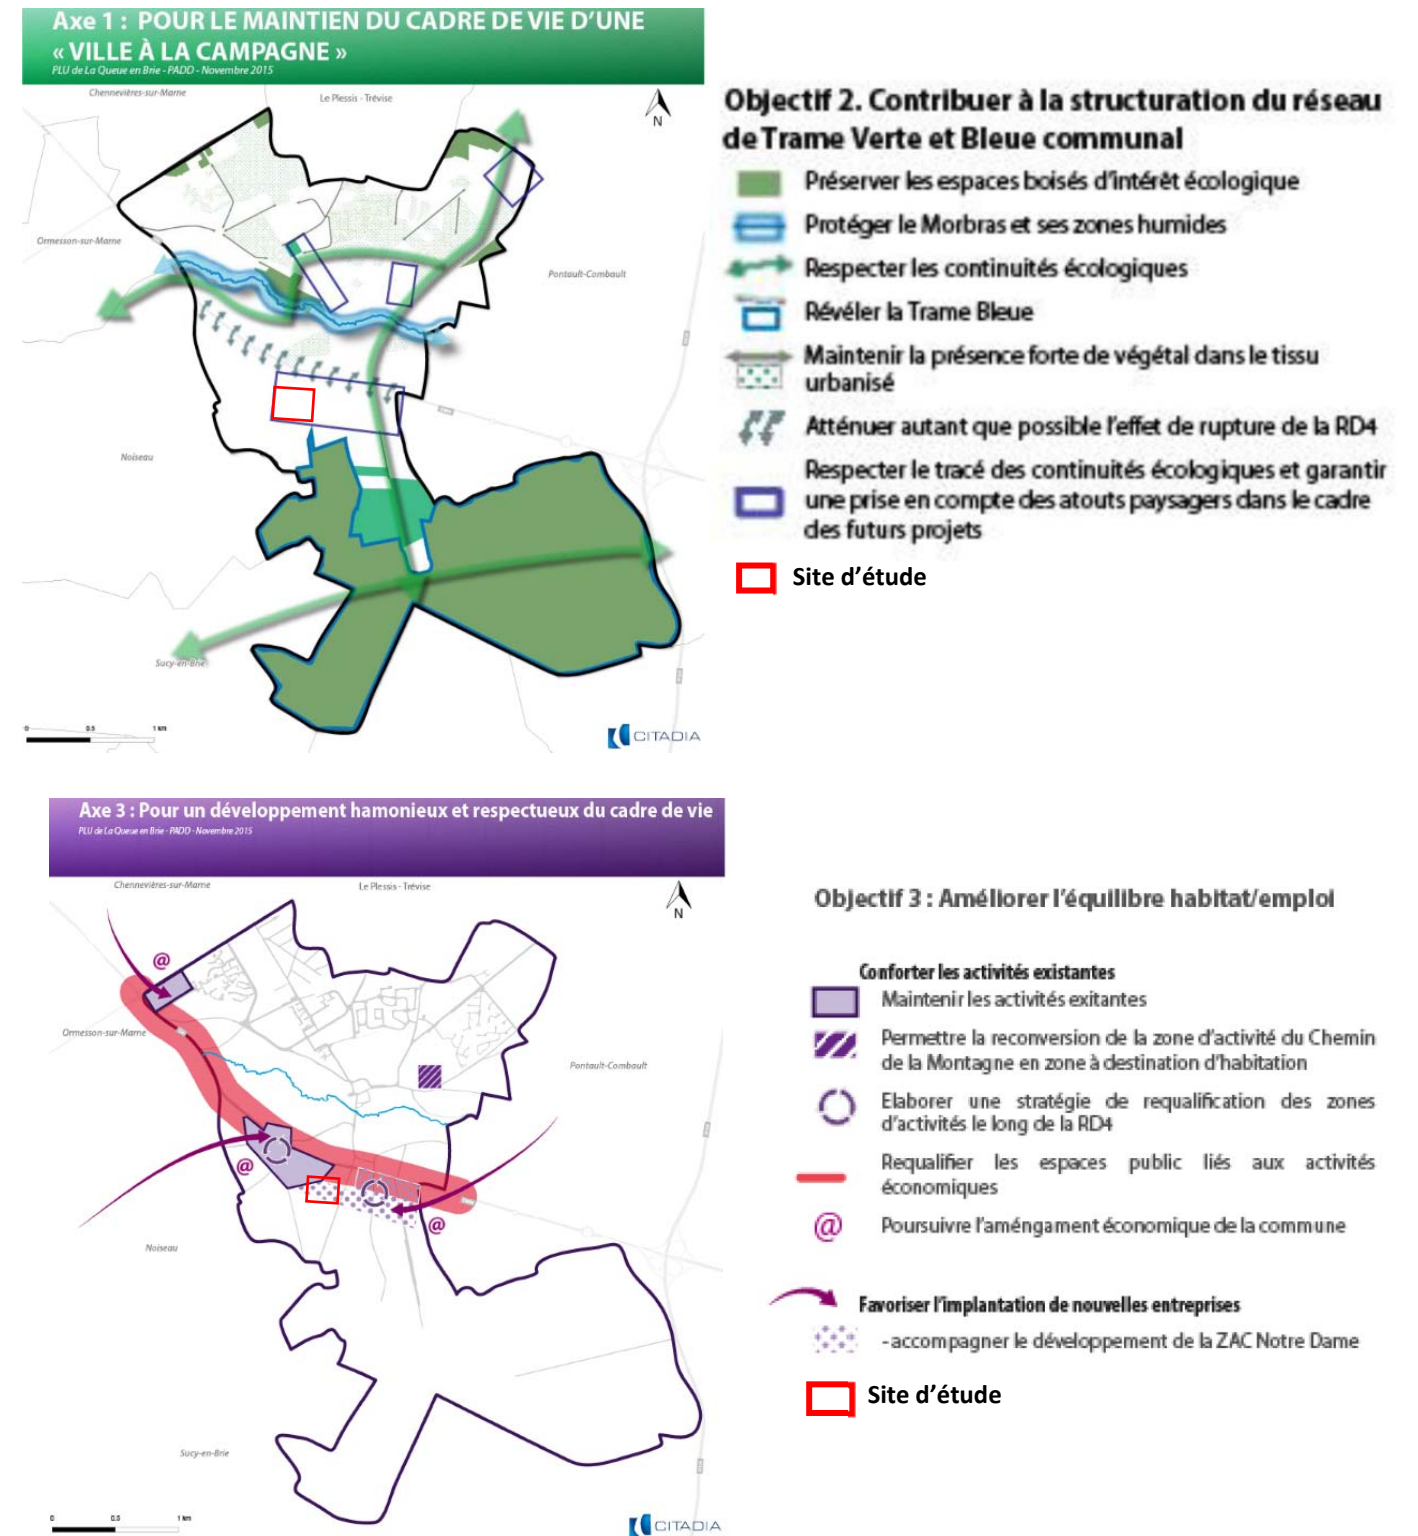 Axe 1 : POUR LE MAINTIEN DU CADRE DE VIE D'UNE
« VILLE À LA CAMPAGNE »
PLU de La Queue en Brie - PADD - Novembre 2015
Chennevières-sur-Marne
Le Plessis - Trévise
N
Ormesson-sur-Marne
Pontault-Combault
Noiseau
Sucy-en-Brie
0 0.5 1 km
CITADIA
Objectif 2. Contribuer à la structuration du réseau
de Trame Verte et Bleue communal
Préserver les espaces boisés d'intérêt écologique
Protéger le Morbras et ses zones humides
Respecter les continuités écologiques
Révéler la Trame Bleue
Maintenir la présence forte de végétal dans le tissu
urbanisé
Atténuer autant que possible l'effet de rupture de la RD4
Respecter le tracé des continuités écologiques et garantir
une prise en compte des atouts paysagers dans le cadre
des futurs projets
Site d'étude
Axe 3 : Pour un développement hamonieux et respectueux du cadre de vie
PLU de La Queue en Brie - PADD - Novembre 2015
Chennevières-sur-Marne
Le Plessis - Trévise
N
@
Ormesson-sur-Marne
Pontault-Combault
@
@
Noiseau
Sucy-en-Brie
0 0.5 1 km
CITADIA
Objectif 3 : Améliorer l'équilibre habitat/emploi
Conforter les activités existantes
Maintenir les activités exitantes
Permettre la reconversion de la zone d'activité du Chemin
de la Montagne en zone à destination d'habitation
Elaborer une stratégie de requalification des zones
d'activités le long de la RD4
Requalifier les espaces public liés aux activités
économiques
@ Poursuivre l'améngament économique de la commune
Favoriser l'implantation de nouvelles entreprises
- accompagner le développement de la ZAC Notre Dame
Site d'étude